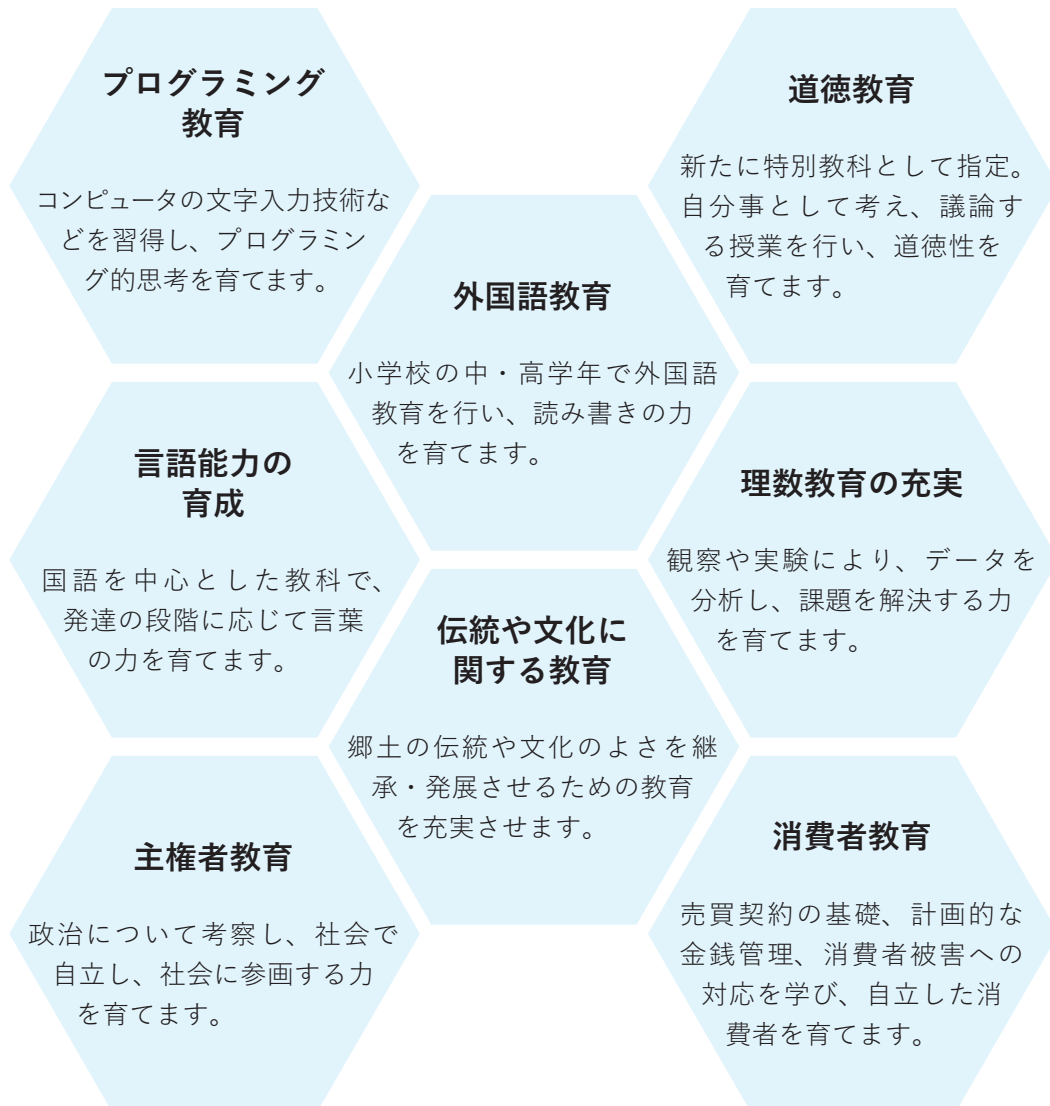 プログラミング
教育
コンピュータの文字入力技術な
どを習得し、プログラミン
グ的思考を育てます。
道徳教育
新たに特別教科として指定。
自分事として考え、議論す
る授業を行い、道徳性を
育てます。
外国語教育
小学校の中・高学年で外国語
教育を行い、読み書きの力
を育てます。
言語能力の
育成
国語を中心とした教科で、
発達の段階に応じて言葉
の力を育てます。
理数教育の充実
観察や実験により、データを
分析し、課題を解決する力
を育てます。
伝統や文化に
関する教育
郷土の伝統や文化のよさを継
承・発展させるための教育
を充実させます。
主権者教育
政治について考察し、社会で
自立し、社会に参画する力
を育てます。
消費者教育
売買契約の基礎、計画的な
金銭管理、消費者被害への
対応を学び、自立した消
費者を育てます。